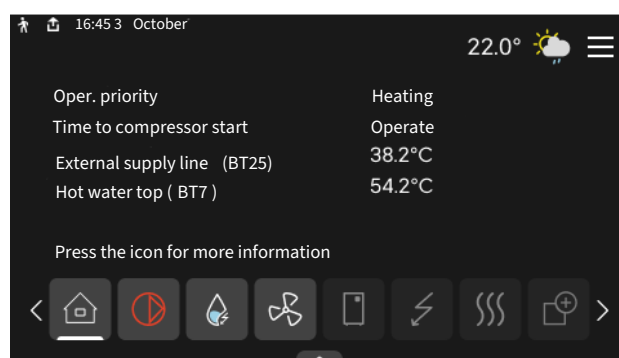 16:45 3 October
22.0°
Oper. priority Heating
Time to compressor start Operate
External supply line (BT25) 38.2°C
Hot water top ( BT7 ) 54.2°C
Press the icon for more information